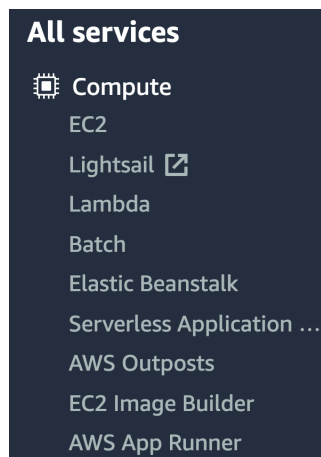 All services
Compute
EC2
Lightsail
Lambda
Batch
Elastic Beanstalk
Serverless Application ...
AWS Outposts
EC2 Image Builder
AWS App Runner